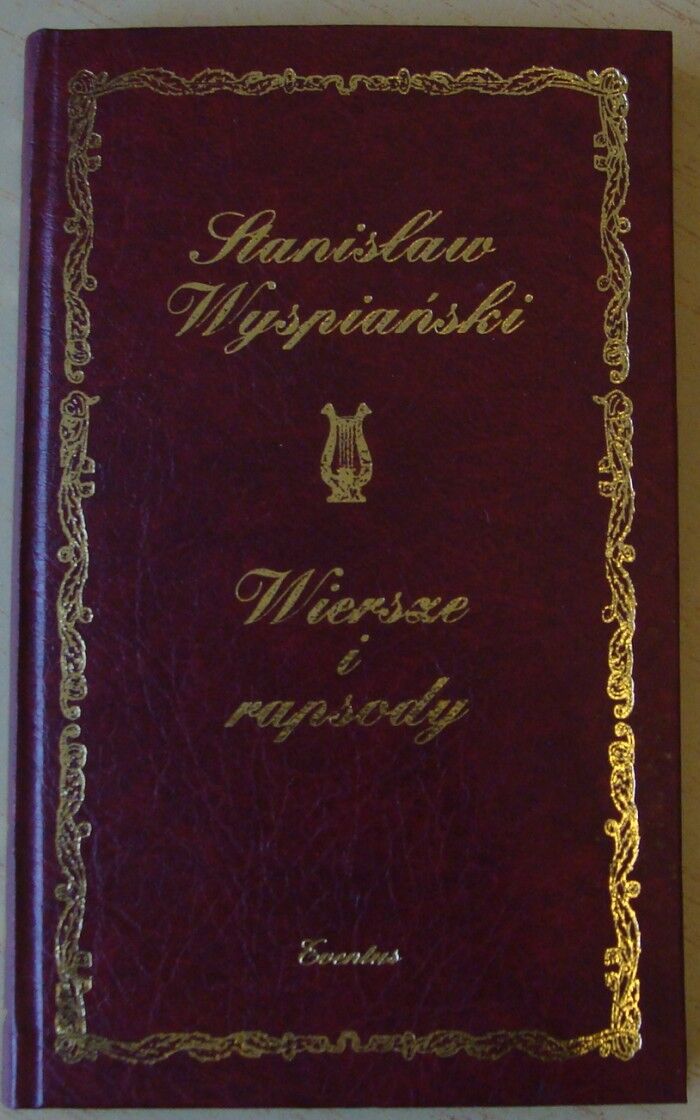 Stanisław
Wyspiański
Wiersze
i
rapsody
Eventus